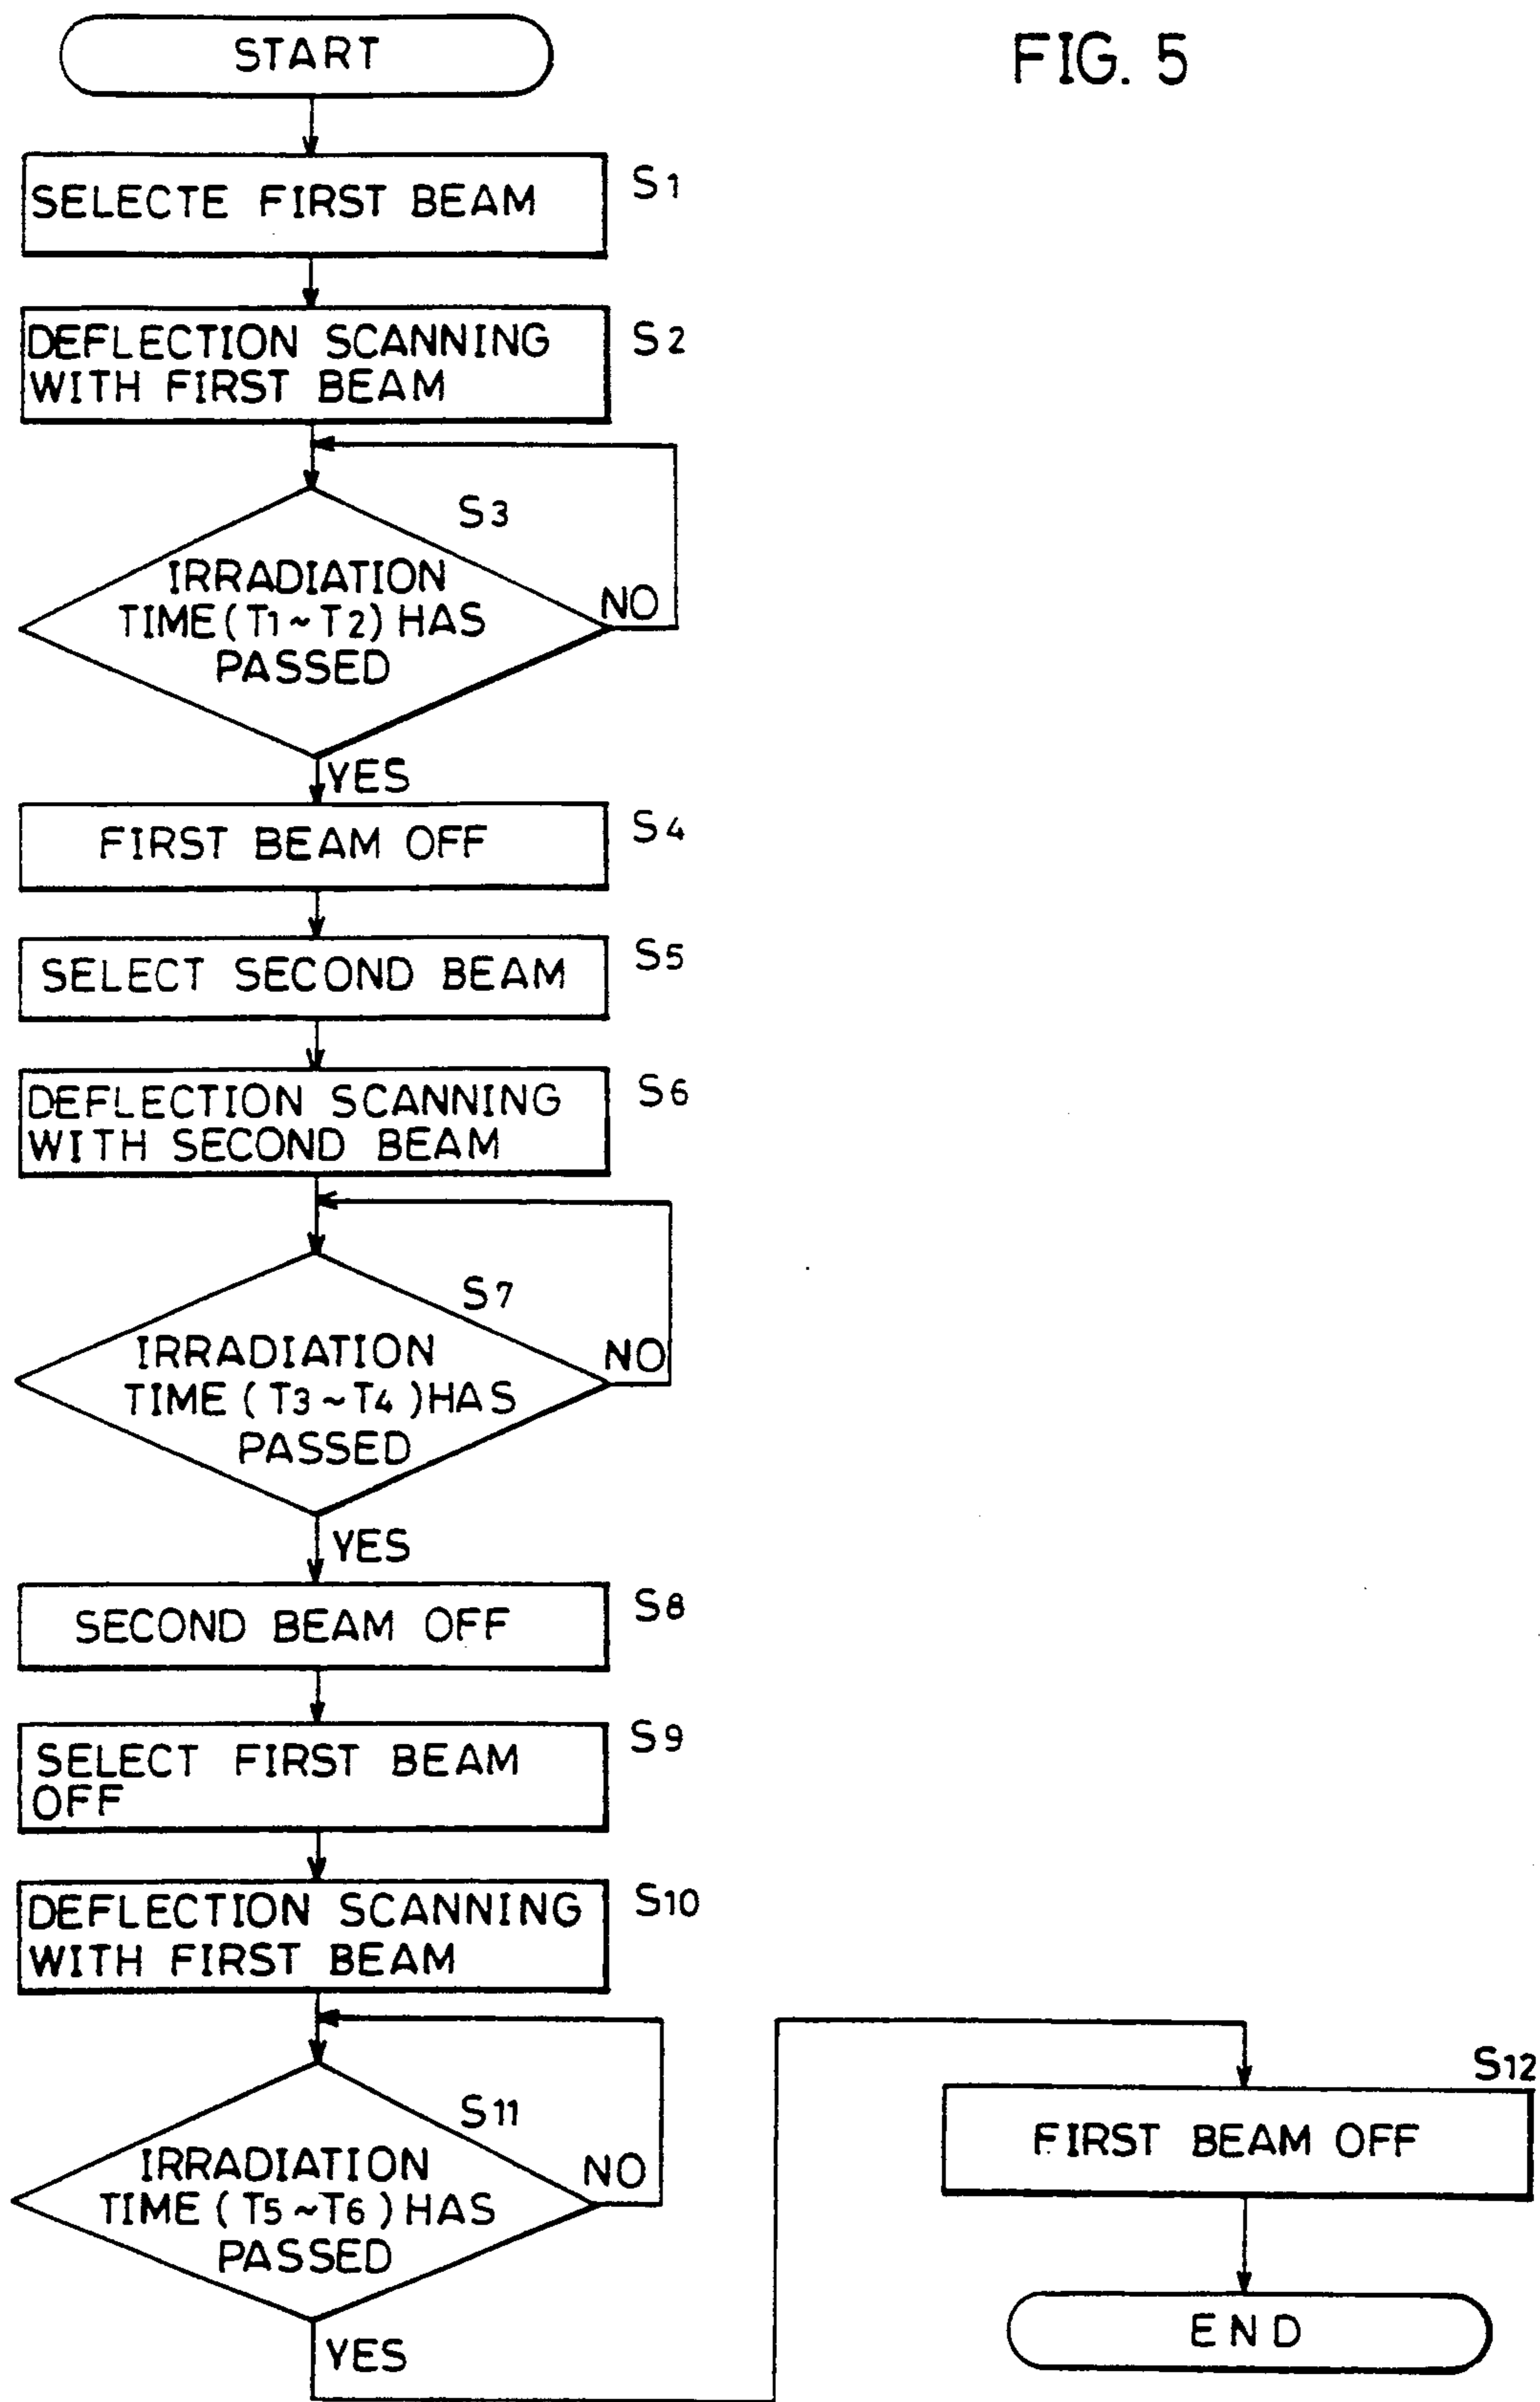 FIG. 5
START
SELECTE FIRST BEAM
S1
DEFLECTION SCANNING
WITH FIRST BEAM
S2
S3
IRRADIATION
TIME (T1 ~ T2) HAS
PASSED
NO
YES
FIRST BEAM OFF
S4
SELECT SECOND BEAM
S5
DEFLECTION SCANNING
WITH SECOND BEAM
S6
S7
IRRADIATION
TIME (T3 ~ T4) HAS
PASSED
NO
YES
SECOND BEAM OFF
S8
SELECT FIRST BEAM
OFF
S9
DEFLECTION SCANNING
WITH FIRST BEAM
S10
S11
IRRADIATION
TIME (T5 ~ T6) HAS
PASSED
NO
YES
S12
FIRST BEAM OFF
END